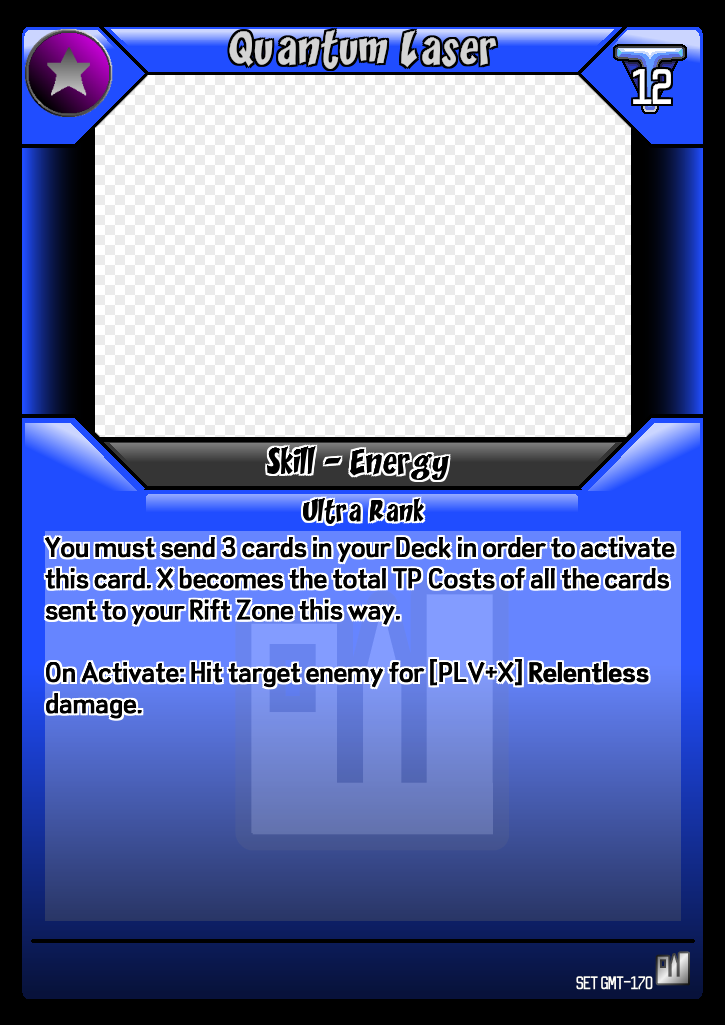 Quantum Laser
12
Skill - Energy
Ultra Rank
You must send 3 cards in your Deck in order to activate
this card. X becomes the total TP Costs of all the cards
sent to your Rift Zone this way.
On Activate: Hit target enemy for [PLV+X] Relentless
damage.
SET GMT-170